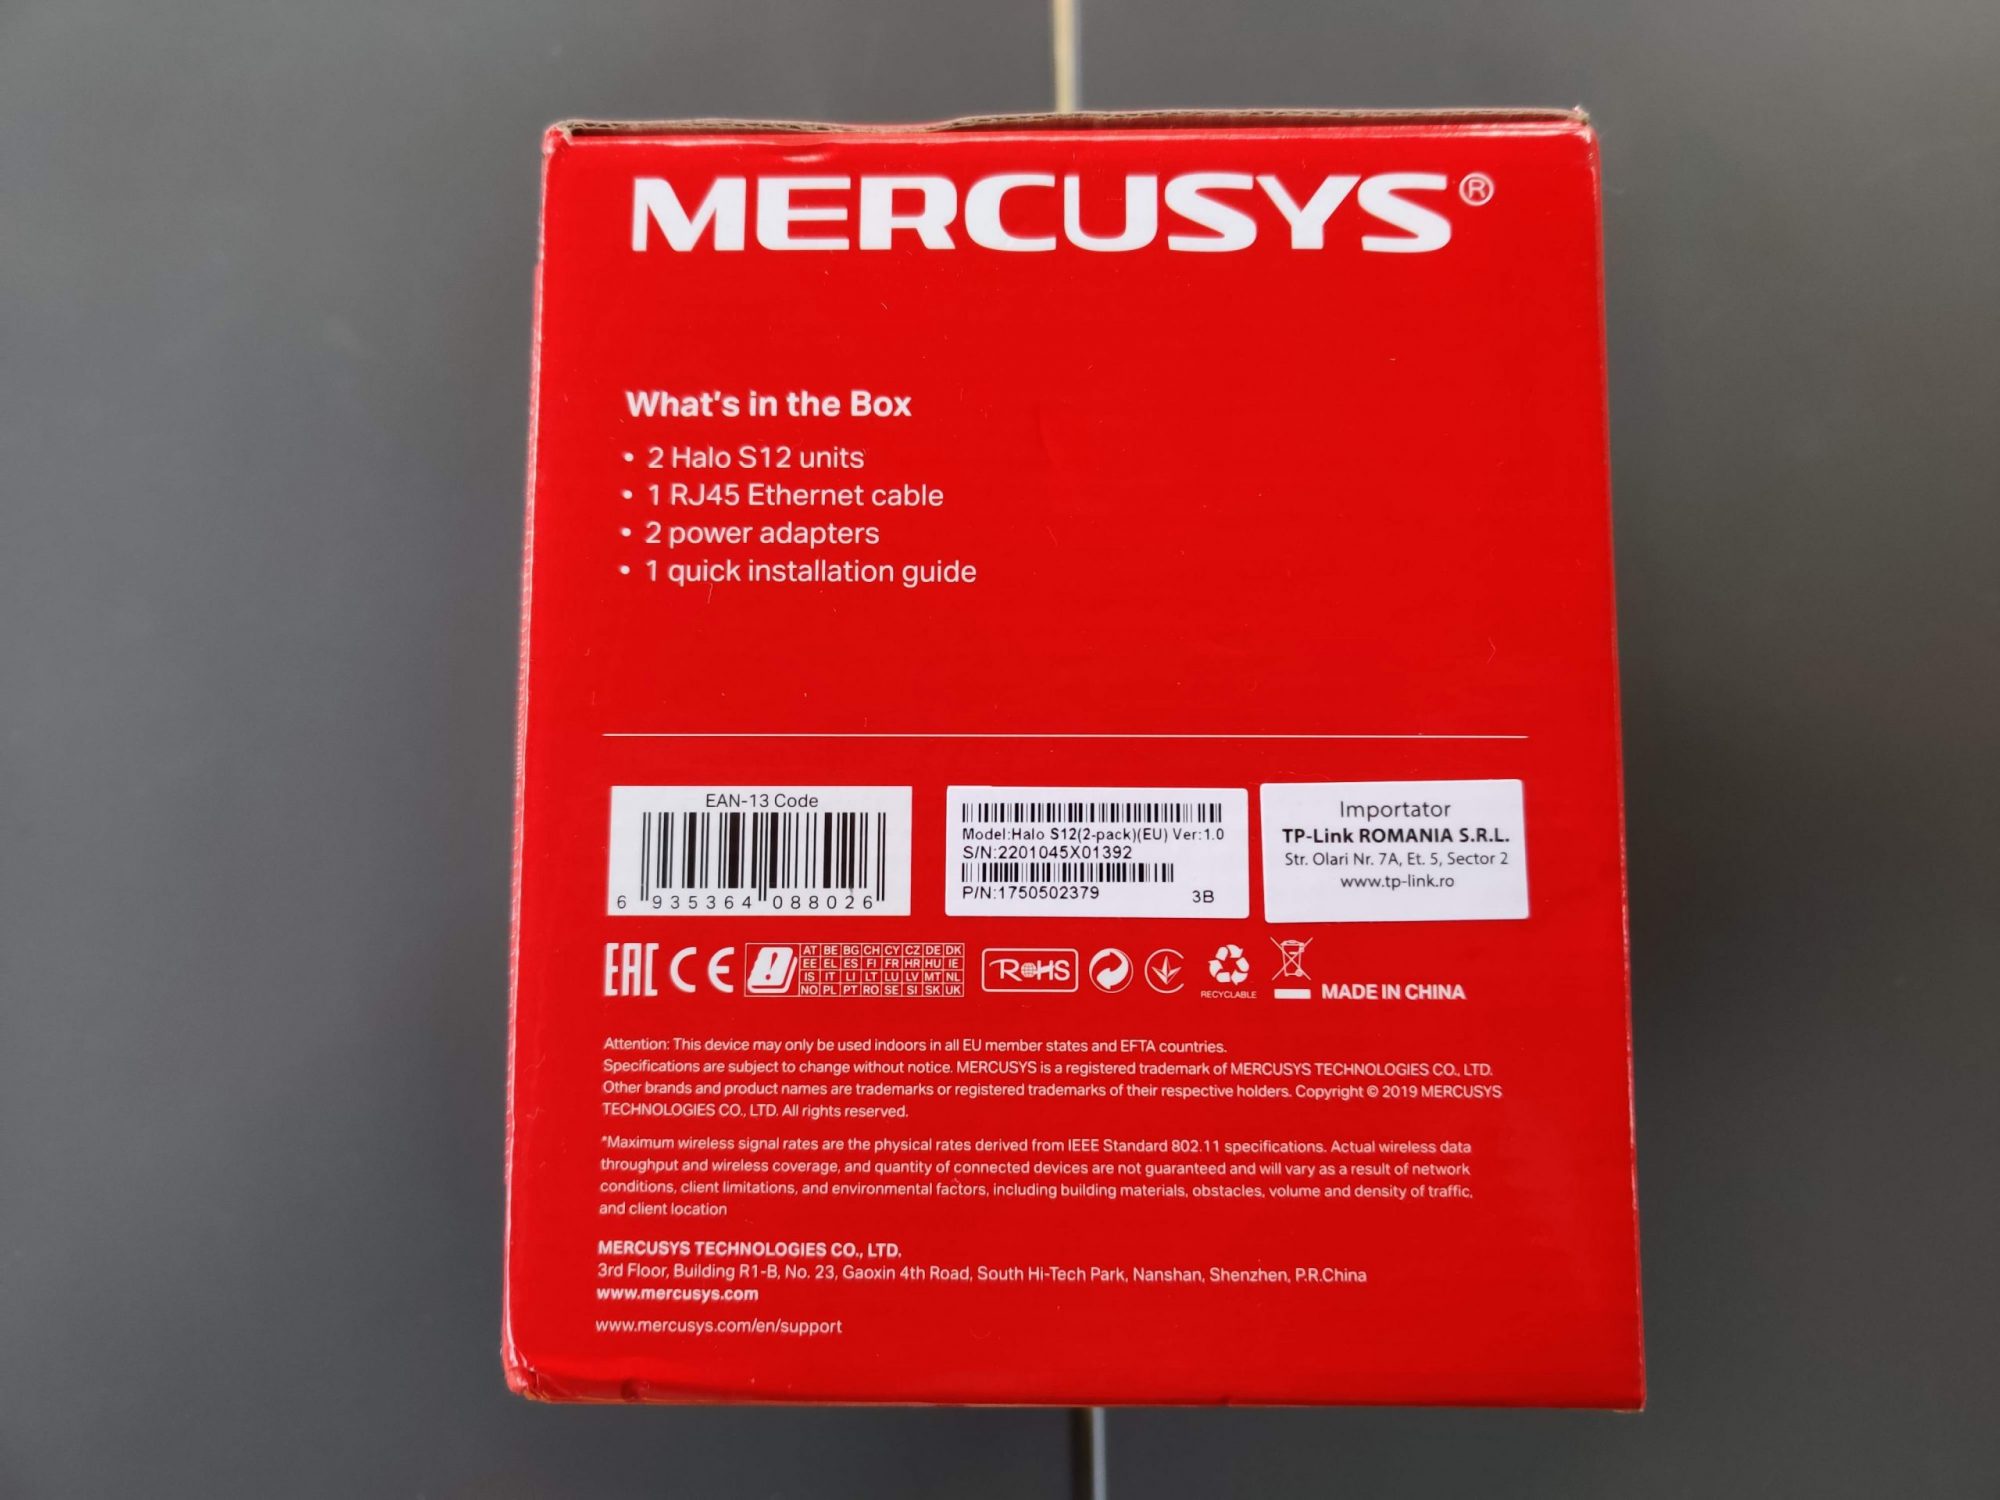 MERCUSYS®
What's in the Box
• 2 Halo S12 units
• 1 RJ45 Ethernet cable
• 2 power adapters
• 1 quick installation guide
EAN-13 Code
6 935364 088026
Model:Halo S12(2-pack)(EU) Ver:1.0
S/N:2201045X01392
P/N:1750502379 3B
Importator
TP-Link ROMANIA S.R.L.
Str. Olari Nr. 7A, Et. 5, Sector 2
www.tp-link.ro
EAC CE
AT BE BG CH CY CZ DE DK
EE EL ES FI FR HR HU IE
IS IT LI LT LU LV MT NL
NO PL PT RO SE SI SK UK
RoHS
RECYCLABLE
MADE IN CHINA
Attention: This device may only be used indoors in all EU member states and EFTA countries.
Specifications are subject to change without notice. MERCUSYS is a registered trademark of MERCUSYS TECHNOLOGIES CO., LTD.
Other brands and product names are trademarks or registered trademarks of their respective holders. Copyright © 2019 MERCUSYS
TECHNOLOGIES CO., LTD. All rights reserved.
*Maximum wireless signal rates are the physical rates derived from IEEE Standard 802.11 specifications. Actual wireless data
throughput and wireless coverage, and quantity of connected devices are not guaranteed and will vary as a result of network
conditions, client limitations, and environmental factors, including building materials, obstacles, volume and density of traffic,
and client location
MERCUSYS TECHNOLOGIES CO., LTD.
3rd Floor, Building R1-B, No. 23, Gaoxin 4th Road, South Hi-Tech Park, Nanshan, Shenzhen, P.R.China
www.mercusys.com
www.mercusys.com/en/support